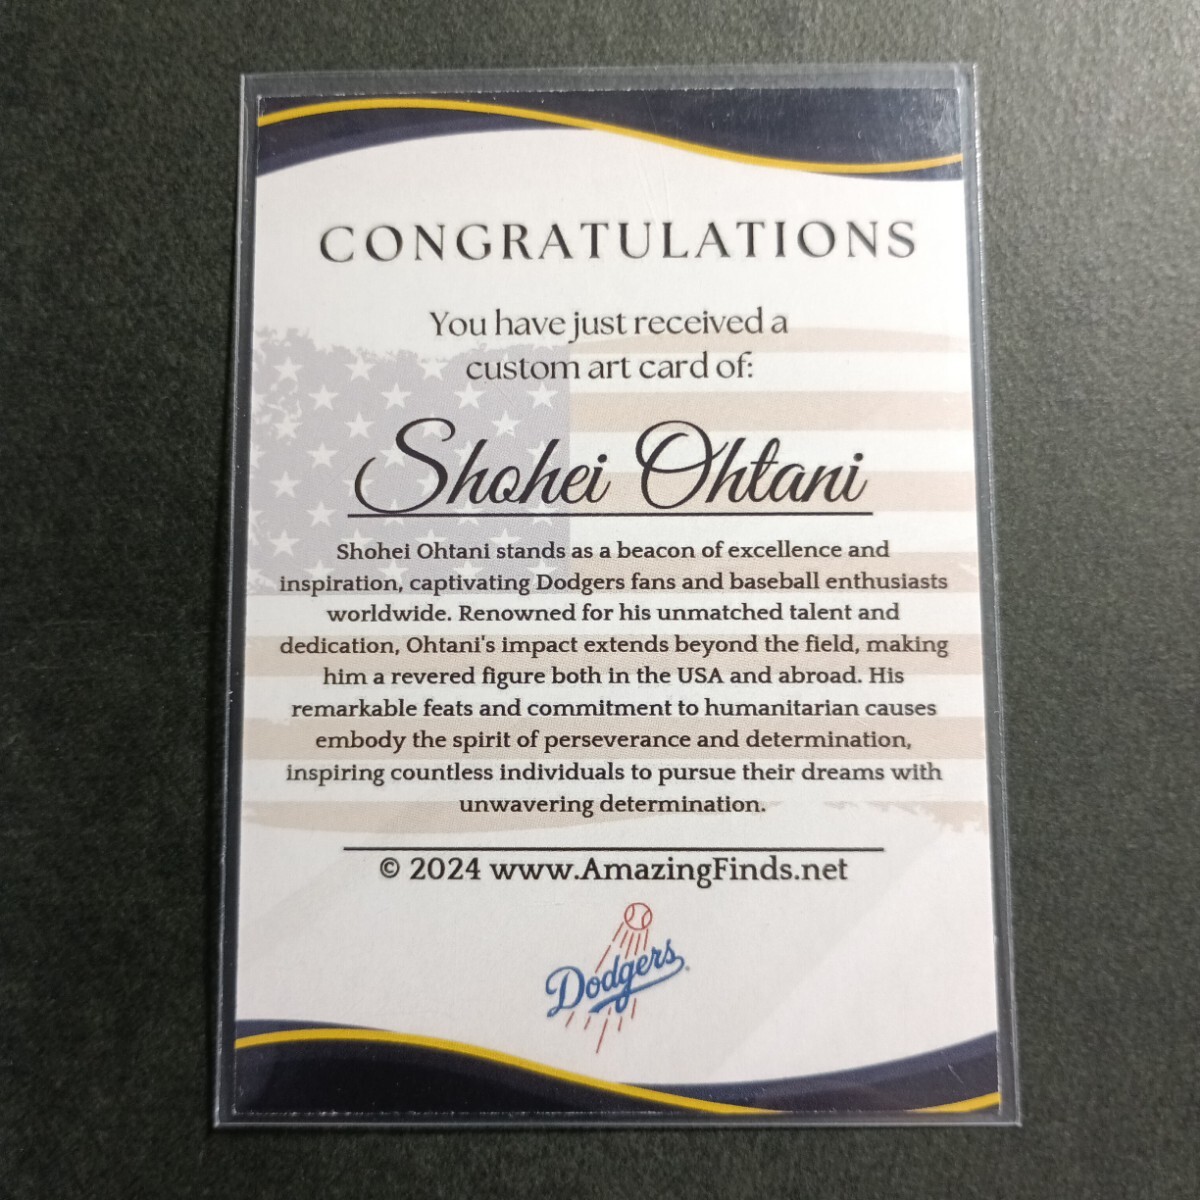 CONGRATULATIONS
You have just received a
custom art card of:
Shohei Ohtani
Shohei Ohtani stands as a beacon of excellence and
inspiration, captivating Dodgers fans and baseball enthusiasts
worldwide. Renowned for his unmatched talent and
dedication, Ohtani's impact extends beyond the field, making
him a revered figure both in the USA and abroad. His
remarkable feats and commitment to humanitarian causes
embody the spirit of perseverance and determination,
inspiring countless individuals to pursue their dreams with
unwavering determination.
© 2024 www.AmazingFinds.net
Dodgers